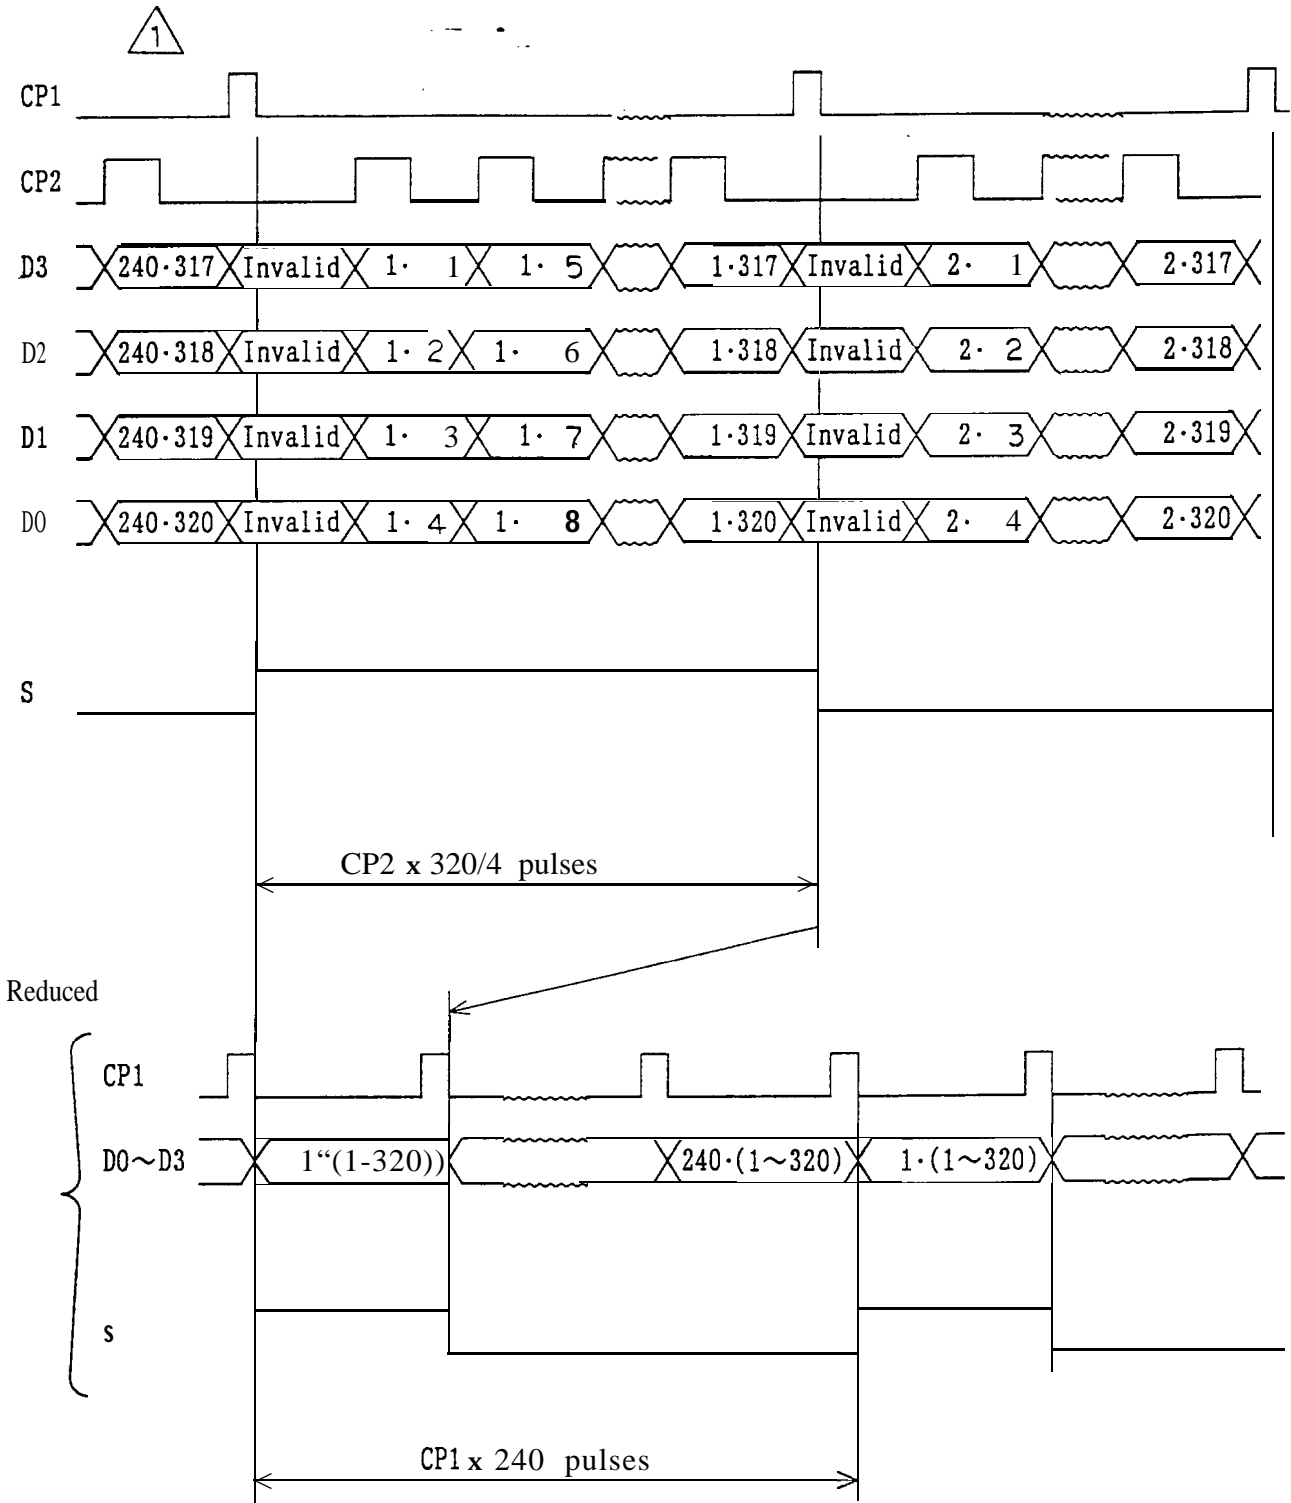 1
CP1
CP2
D3 240·317 Invalid 1· 1 1· 5 1·317 Invalid 2· 1 2·317
D2 240·318 Invalid 1· 2 1· 6 1·318 Invalid 2· 2 2·318
D1 240·319 Invalid 1· 3 1· 7 1·319 Invalid 2· 3 2·319
D0 240·320 Invalid 1· 4 1· 8 1·320 Invalid 2· 4 2·320
S
CP2 x 320/4 pulses
Reduced
CP1
D0~D3 1“(1-320)) 240·(1~320) 1·(1~320)
s
CP1 x 240 pulses